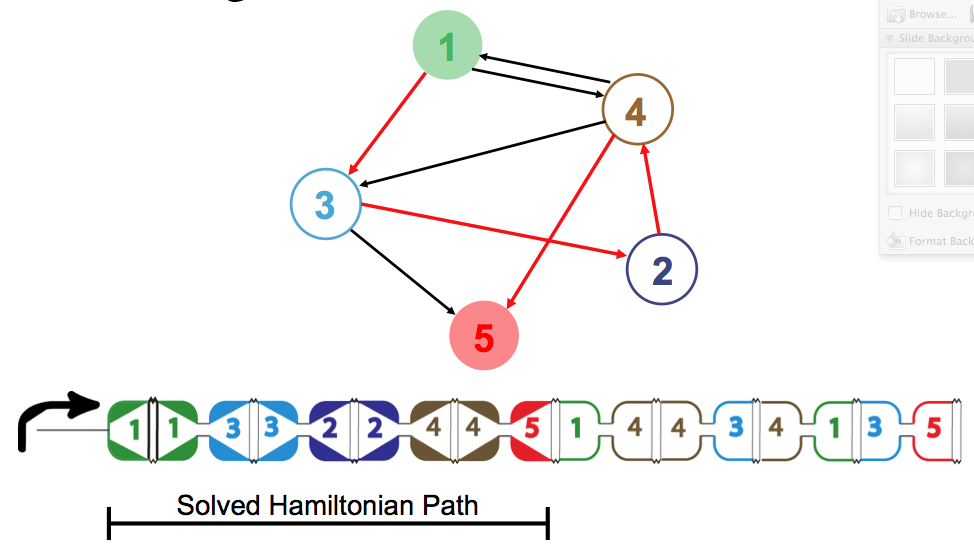 Browse...
Slide Backgrou
1
4
3
2
Hide Backgro
Format Back
5
1 1 3 3 2 2 4 4 5 1 4 4 3 4 1 3 5
Solved Hamiltonian Path